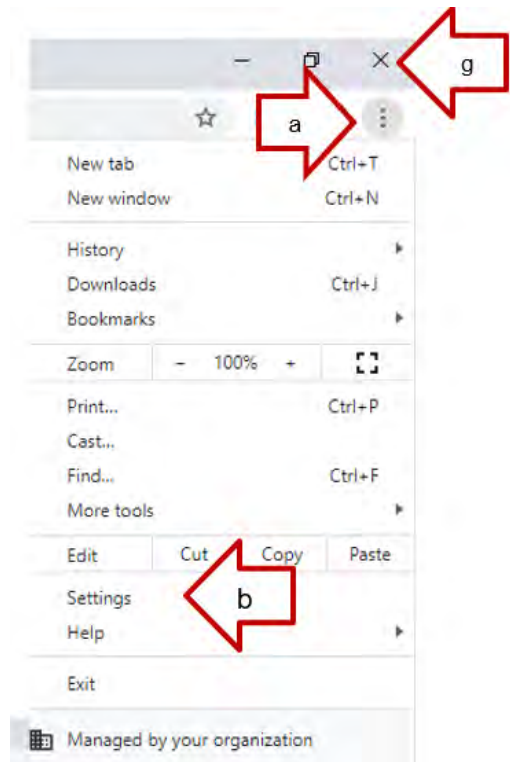 g
a
New tab Ctrl+T
New window Ctrl+N
History
Downloads Ctrl+J
Bookmarks
Zoom - 100% +
Print... Ctrl+P
Cast...
Find... Ctrl+F
More tools
Edit Cut Copy Paste
Settings b
Help
Exit
Managed by your organization